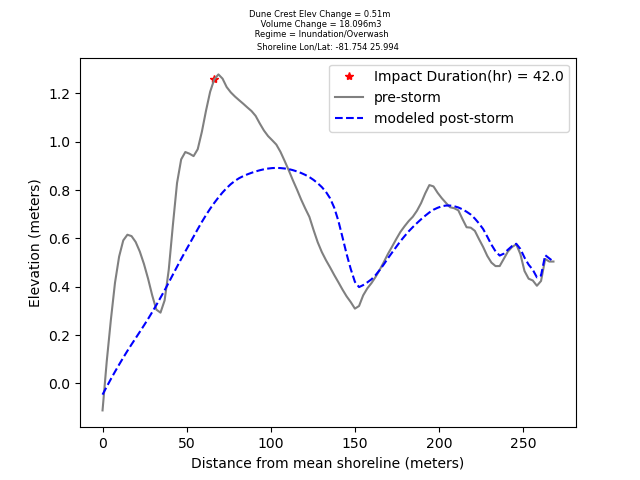 Dune Crest Elev Change = 0.51m
Volume Change = 18.096m3
Regime = Inundation/Overwash
Shoreline Lon/Lat: -81.754 25.994
Impact Duration(hr) = 42.0
pre-storm
modeled post-storm
Elevation (meters)
1.2
1.0
0.8
0.6
0.4
0.2
0.0
0 50 100 150 200 250
Distance from mean shoreline (meters)